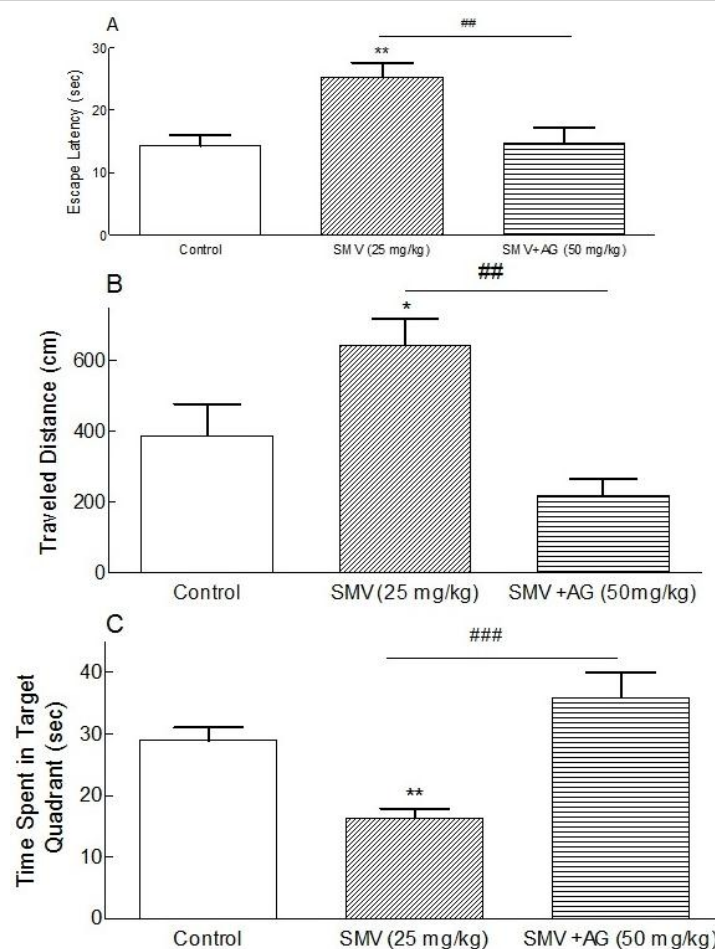 A
##
**
30
20
10
0
Escape Latency (sec)
Control
SMV (25 mg/kg)
SMV+AG (50 mg/kg)
B
##
*
600
400
200
0
Traveled Distance (cm)
Control
SMV (25 mg/kg)
SMV +AG (50mg/kg)
C
###
**
40
30
20
10
0
Time Spent in Target
Quadrant (sec)
Control
SMV (25 mg/kg)
SMV +AG (50 mg/kg)